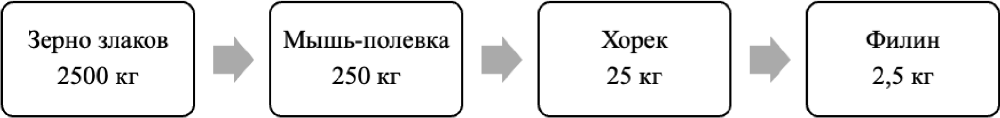 Зерно злаков
2500 кг
Мышь-полевка
250 кг
Хорек
25 кг
Филин
2,5 кг